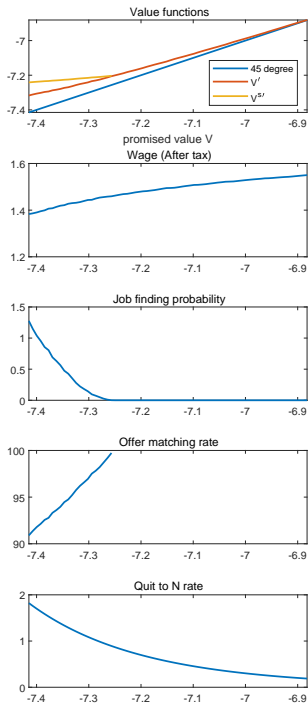 Value functions
-7
-7.2
-7.4
45 degree
V′
Vs′
-7.4 -7.3 -7.2 -7.1 -7 -6.9
promised value V
Wage (After tax)
1.6
1.4
1.2
-7.4 -7.3 -7.2 -7.1 -7 -6.9
Job finding probability
1.5
1
0.5
0
-7.4 -7.3 -7.2 -7.1 -7 -6.9
Offer matching rate
100
95
90
-7.4 -7.3 -7.2 -7.1 -7 -6.9
Quit to N rate
2
1
0
-7.4 -7.3 -7.2 -7.1 -7 -6.9